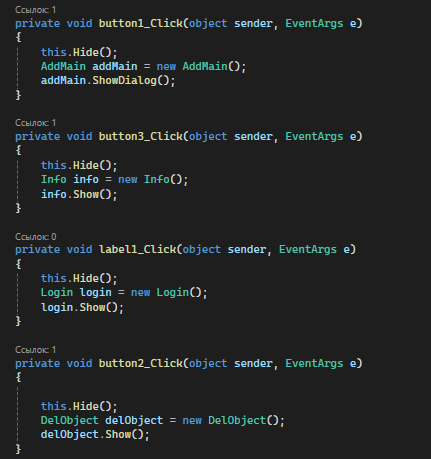 Ссылок: 1
private void button1_Click(object sender, EventArgs e)
{
this.Hide();
AddMain addMain = new AddMain();
addMain.ShowDialog();
}
Ссылок: 1
private void button3_Click(object sender, EventArgs e)
{
this.Hide();
Info info = new Info();
info.Show();
}
Ссылок: 0
private void label1_Click(object sender, EventArgs e)
{
this.Hide();
Login login = new Login();
login.Show();
}
Ссылок: 1
private void button2_Click(object sender, EventArgs e)
{
this.Hide();
DelObject delObject = new DelObject();
delObject.Show();
}